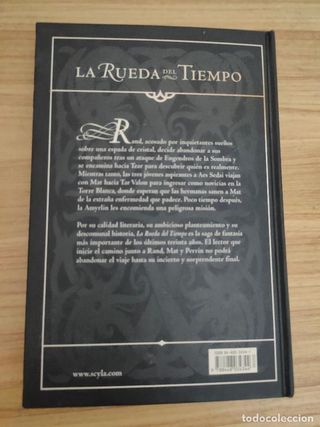 LA RUEDA DEL TIEMPO
Rand, acosado por inquietantes sueños
sobre una espada de cristal, decide abandonar a sus
compañeros tras un ataque de Engendros de la Sombra y
se encamina hacia Tear para descubrir quién es realmente.
Mientras tanto, las tres jóvenes aspirantes a Aes Sedai viajan
con Mat hacia Tar Valon para ingresar como novicias en la
Torre Blanca, donde esperan que las hermanas sanen a Mat
de la extraña enfermedad que padece. Poco tiempo después,
la Amyrlin les encomienda una peligrosa misión.
Por su calidad literaria, su ambicioso planteamiento y su
descomunal historia, La Rueda del Tiempo es la saga de fantasía
más importante de los últimos treinta años. El lector que
inicie el camino junto a Rand, Mat y Perrin no podrá
abandonar el viaje hasta su incierto y sorprendente final.
www.scyla.com
todocoleccion